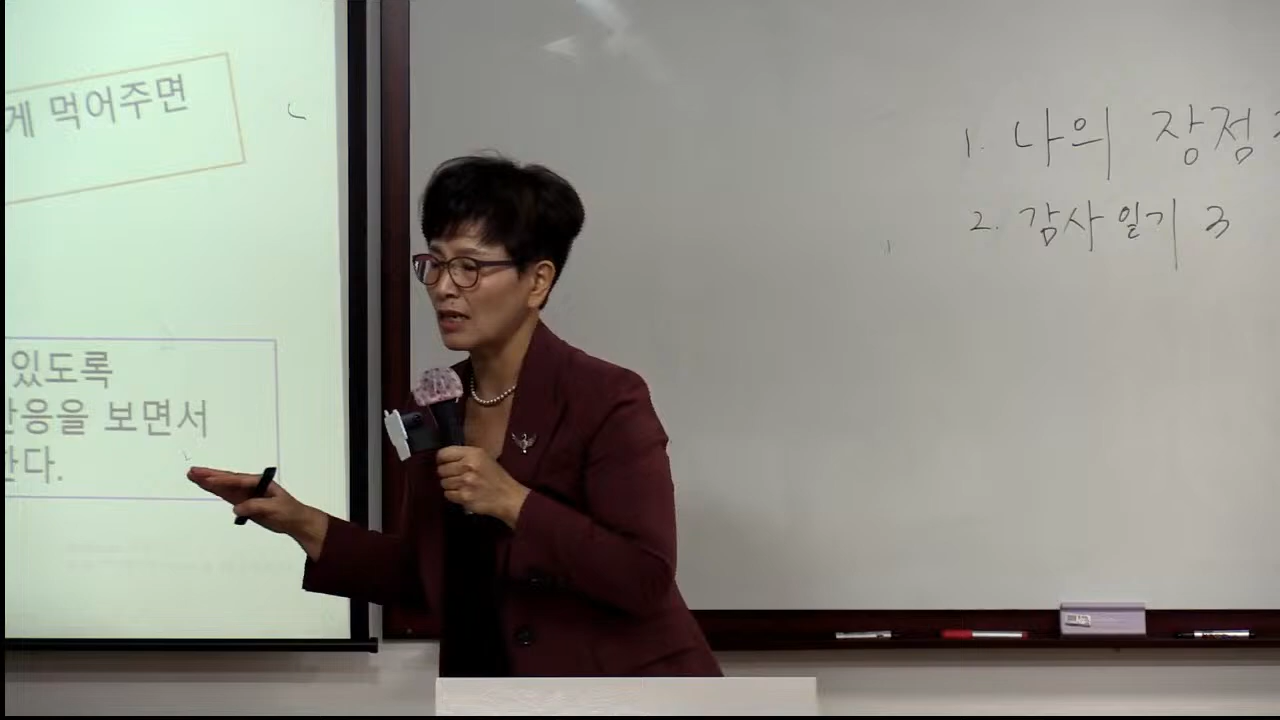 게 먹어주면
있도록
반응을 보면서
한다.
1. 나의 장점
2. 감사일기 3